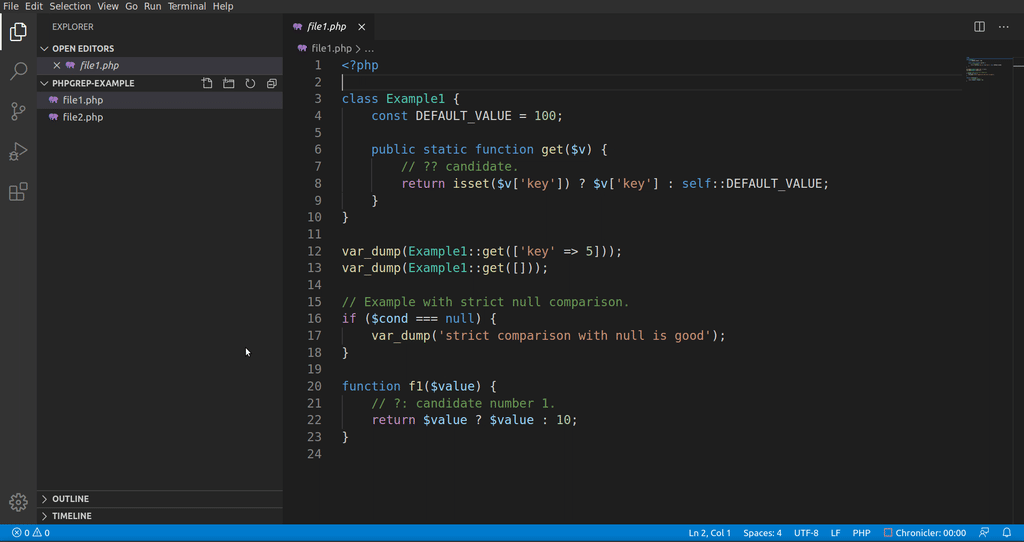 File Edit Selection View Go Run Terminal Help
EXPLORER
OPEN EDITORS
file1.php
PHPGREP-EXAMPLE
file1.php
file2.php
OUTLINE
TIMELINE
file1.php
file1.php > ...
1 <?php
2
3 class Example1 {
4     const DEFAULT_VALUE = 100;
5
6     public static function get($v) {
7         // ?? candidate.
8         return isset($v['key']) ? $v['key'] : self::DEFAULT_VALUE;
9     }
10 }
11
12 var_dump(Example1::get(['key' => 5]));
13 var_dump(Example1::get([]));
14
15 // Example with strict null comparison.
16 if ($cond === null) {
17     var_dump('strict comparison with null is good');
18 }
19
20 function f1($value) {
21     // ?: candidate number 1.
22     return $value ? $value : 10;
23 }
24
0 0 Ln 2, Col 1 Spaces: 4 UTF-8 LF PHP Chronicler: 00:00